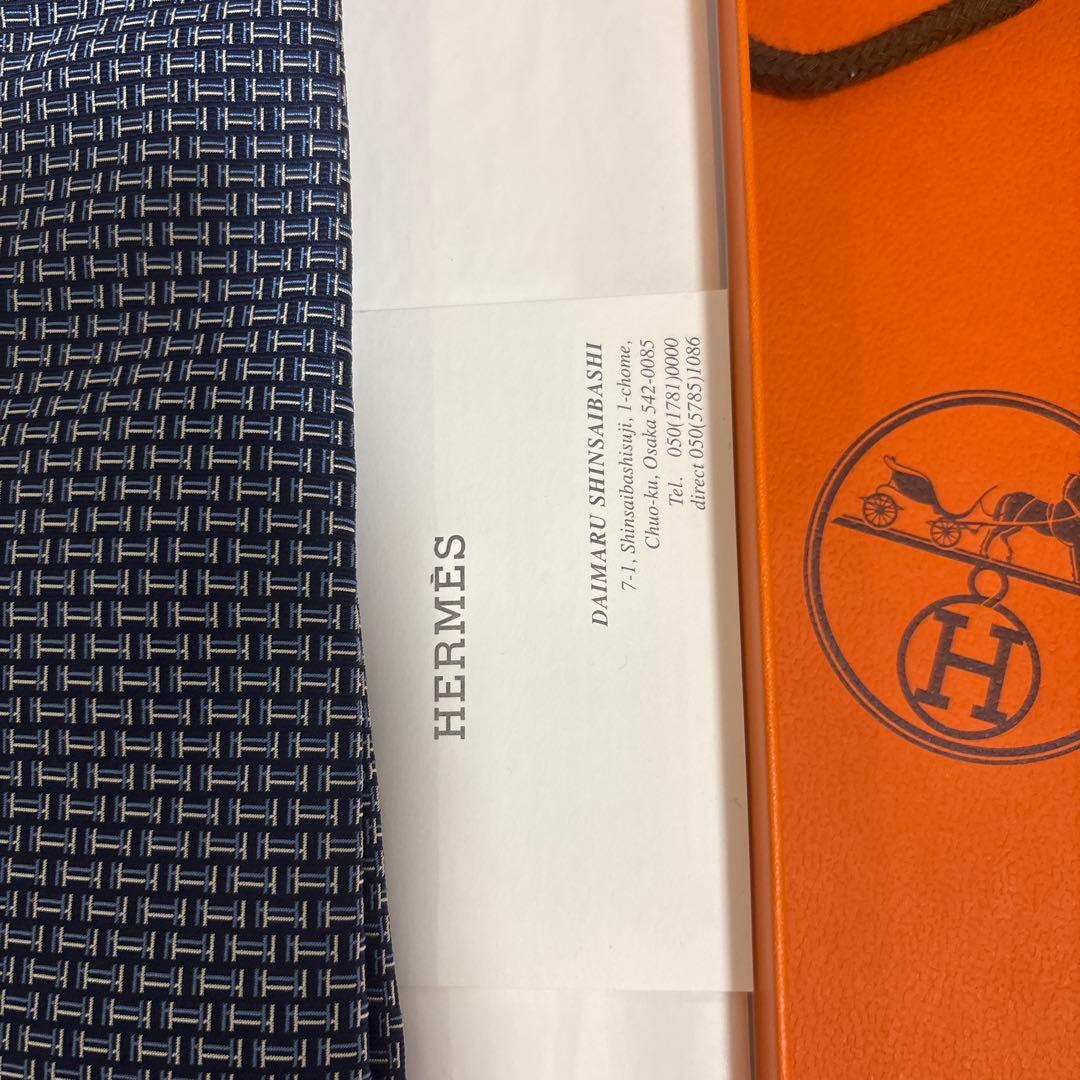 HERMÈS
DAIMARU SHINSAIBASHI
7-1, Shinsaibashisuji, 1-chome,
Chuo-ku, Osaka 542-0085
Tel. 050(1781)0000
direct 050(5785)1086
H